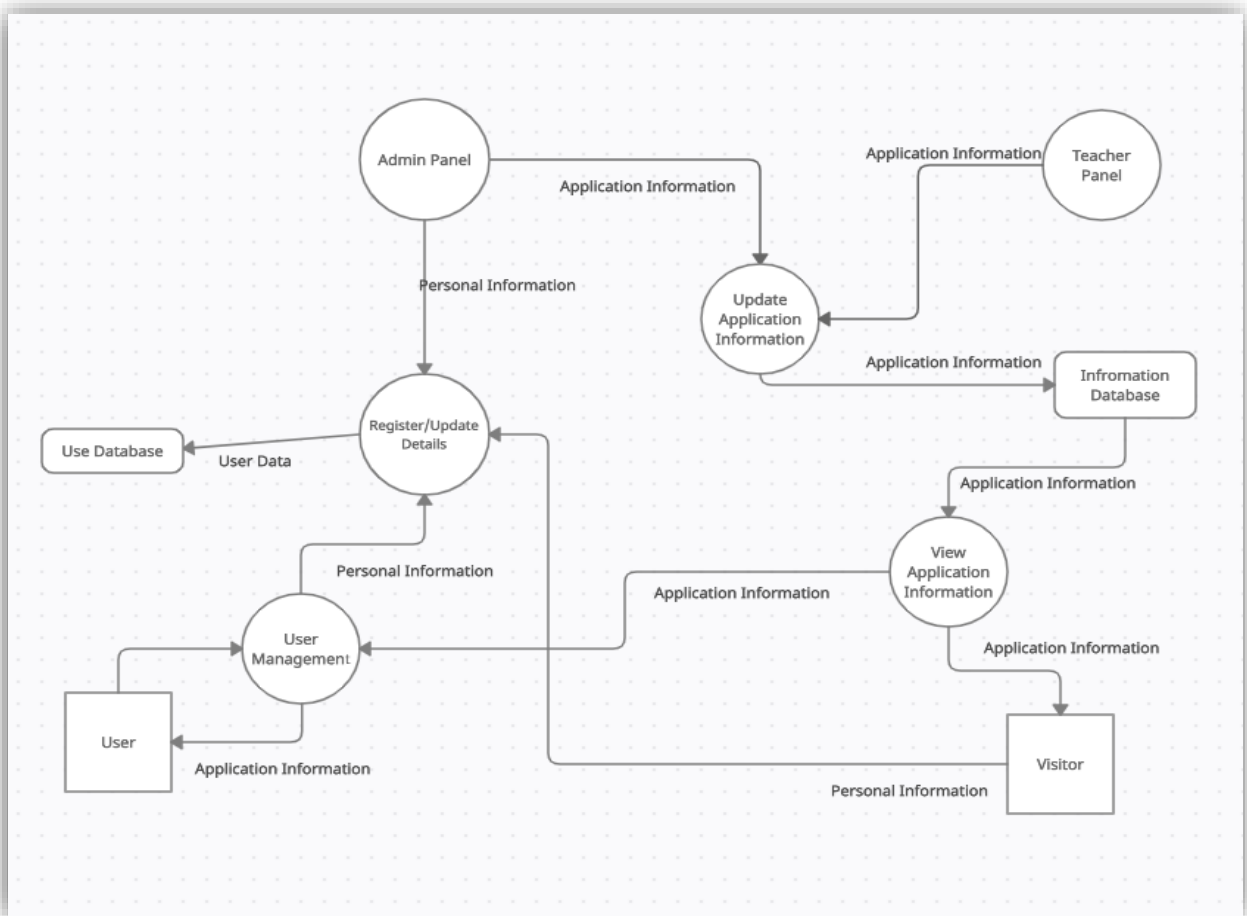 Admin Panel
Application Information
Application Information
Teacher
Panel
Personal Information
Update
Application
Information
Application Information
Infromation
Database
Register/Update
Details
Use Database
User Data
Application Information
View
Application
Information
Personal Information
Application Information
User
Management
Application Information
User
Application Information
Visitor
Personal Information